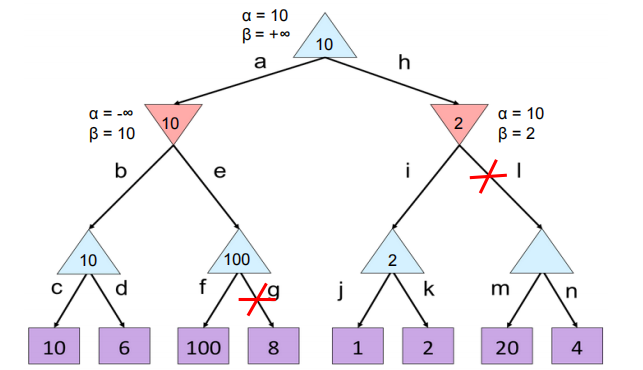 α = 10
β = +∞
10
a
h
α = -∞
β = 10
10
2
α = 10
β = 2
b
e
i
l
10
100
2
c
d
f
g
j
k
m
n
10
6
100
8
1
2
20
4